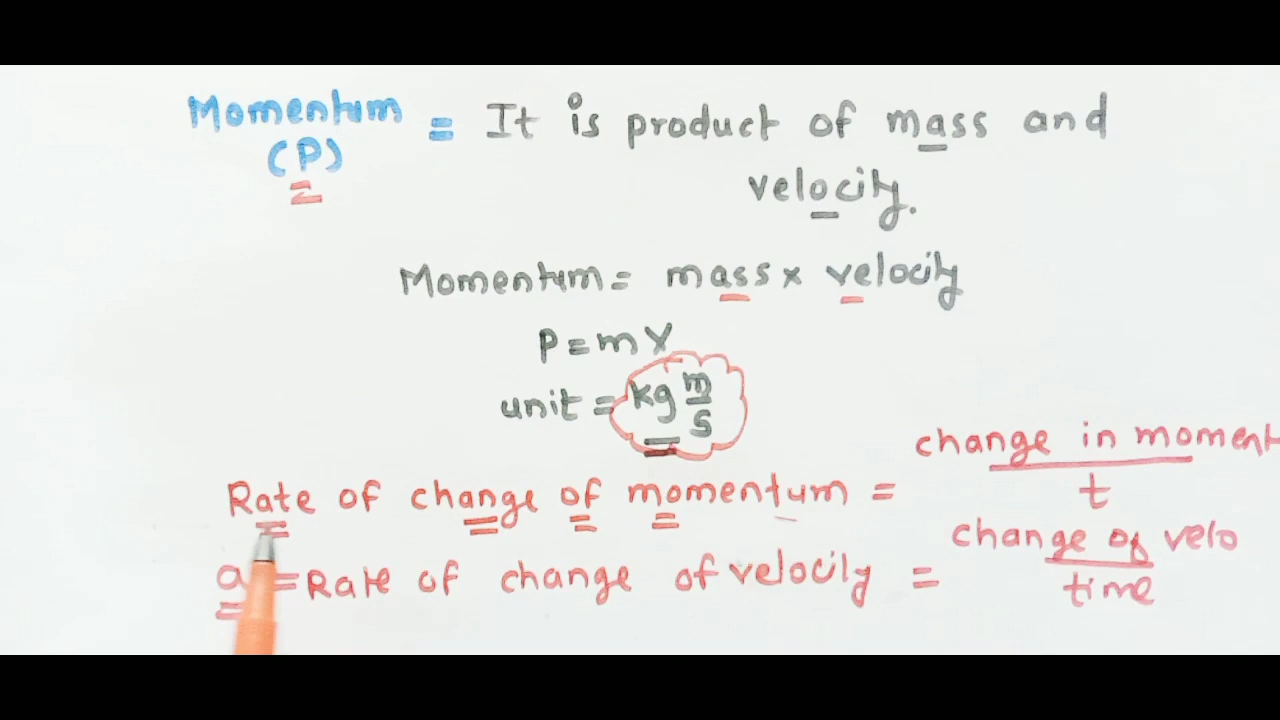 Momentum = It is product of mass and
(P) velocity.
Momentum = mass x velocity
P = mV
unit = kg m/s
Rate of change of momentum = change in moment / t
a = Rate of change of velocity = change of velo / time